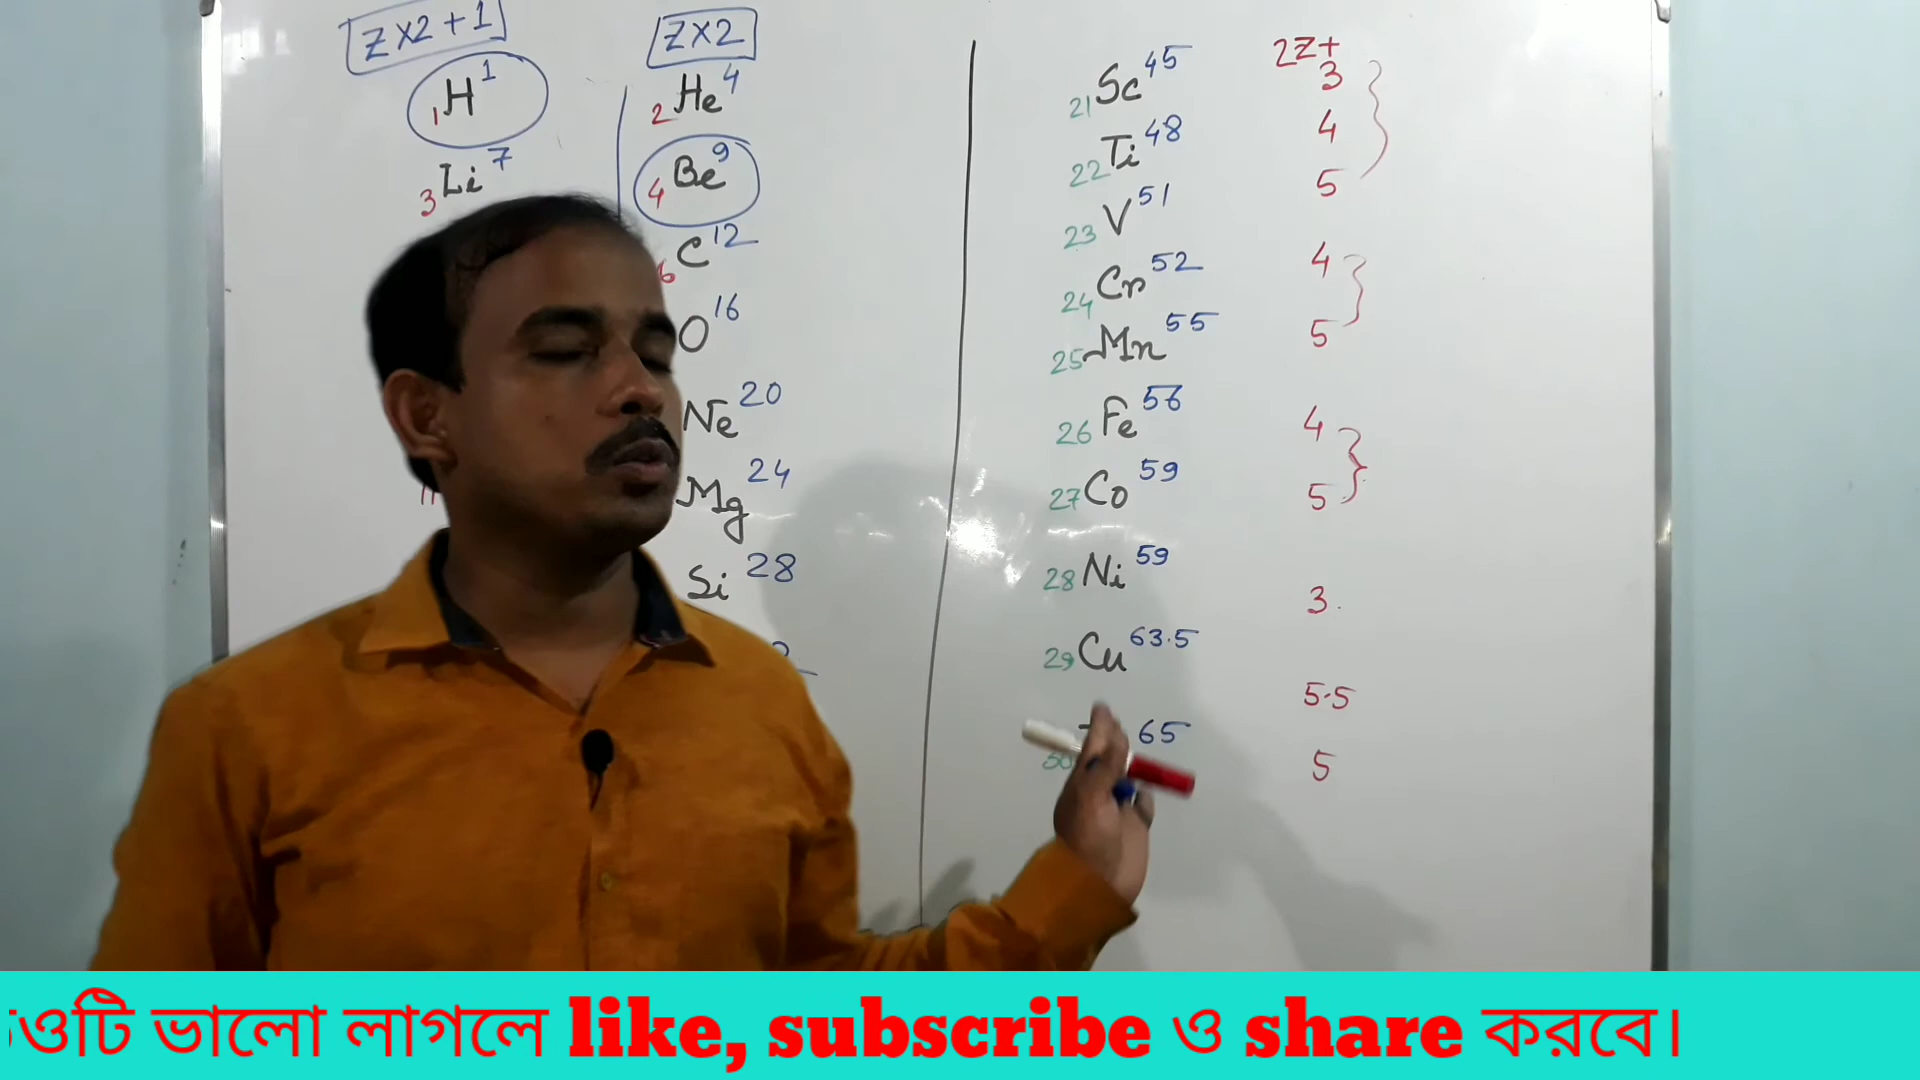 Z×2+1
1H1
3Li7
11
Z×2
2He4
4Be9
6C12
O16
Ne20
Mg24
Si28
21Sc45
22Ti48
23V51
24Cr52
25Mn55
26Fe56
27Co59
28Ni59
29Cu63.5
30 65
2Z+
3
4
5
4
5
4
5
3.
5.5
5
ভালো লাগলে like, subscribe ও share করবে।